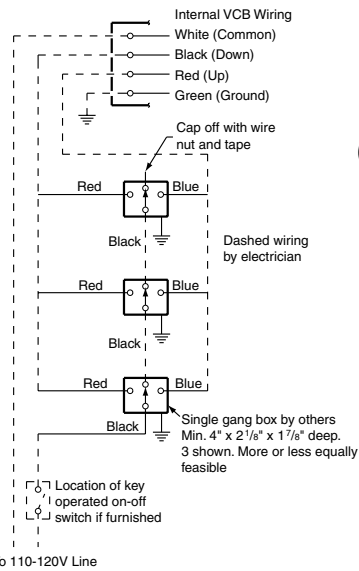 Internal VCB Wiring
White (Common)
Black (Down)
Red (Up)
Green (Ground)
Cap off with wire
nut and tape
Red
Blue
Black
Dashed wiring
by electrician
Red
Blue
Black
Red
Blue
Black
Single gang box by others
Min. 4" x 2 1/8" x 1 7/8" deep.
3 shown. More or less equally
feasible
Location of key
operated on-off
switch if furnished
o 110-120V Line